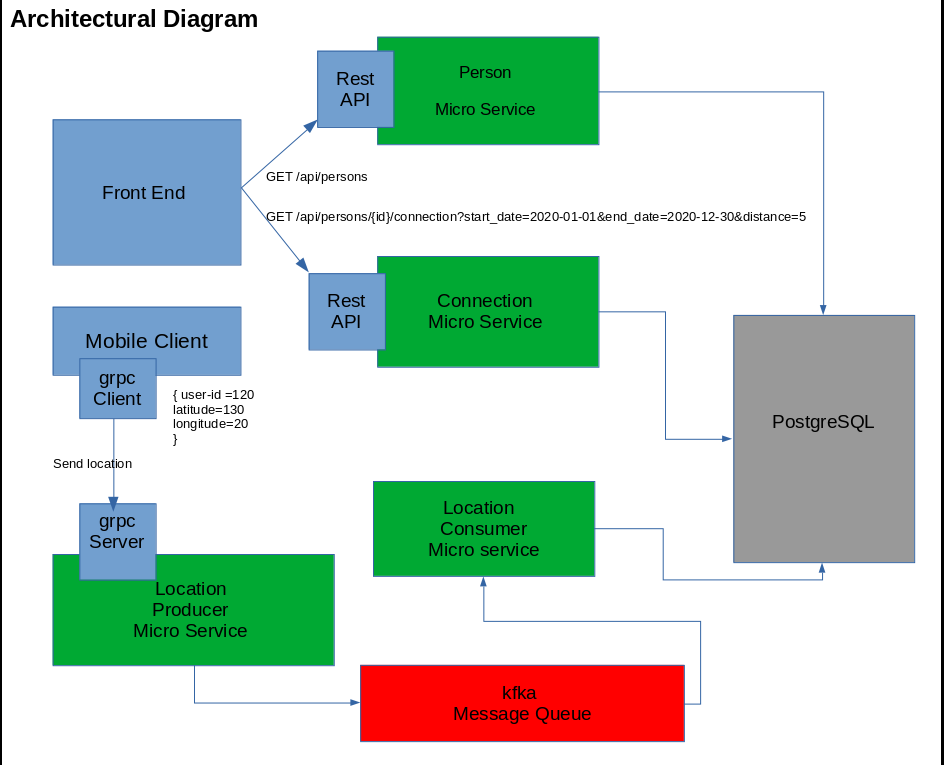 Architectural Diagram
Rest
API
Person
Micro Service
Front End
GET /api/persons
GET /api/persons/{id}/connection?start_date=2020-01-01&end_date=2020-12-30&distance=5
Rest
API
Connection
Micro Service
Mobile Client
grpc
Client
{ user-id =120
latitude=130
longitude=20
}
PostgreSQL
Send location
grpc
Server
Location
Consumer
Micro service
Location
Producer
Micro Service
kfka
Message Queue